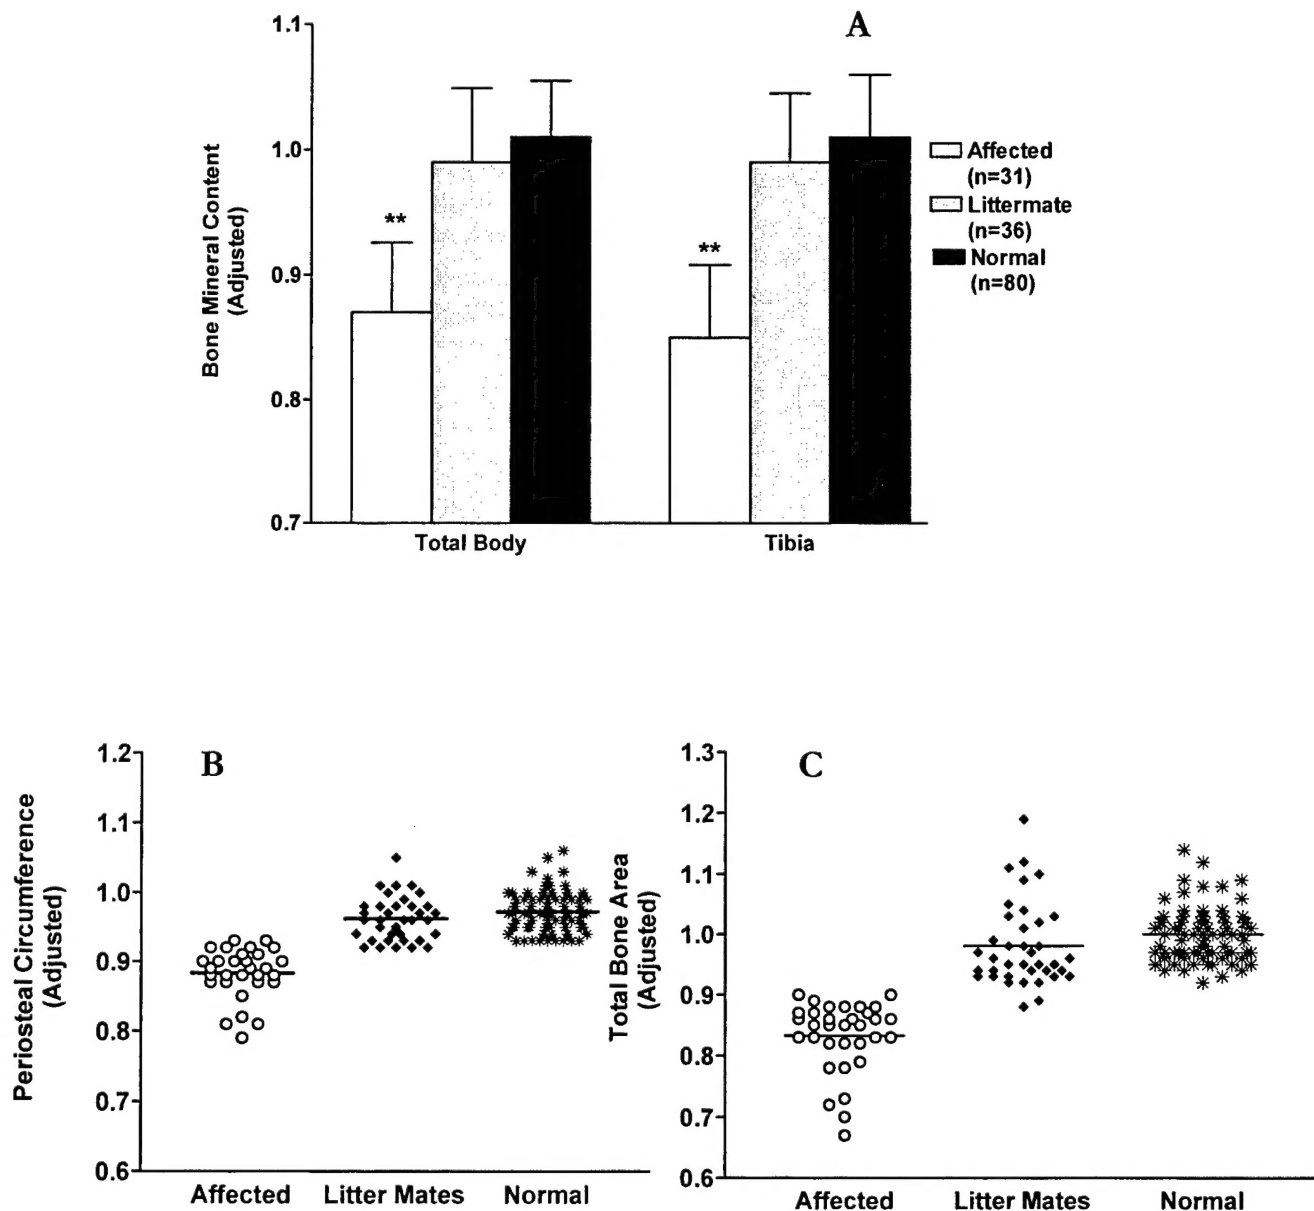 A
1.1
1.0
0.9
0.8
0.7
Bone Mineral Content
(Adjusted)
**
**
Total Body
Tibia
Affected
(n=31)
Littermate
(n=36)
Normal
(n=80)
B
1.2
1.1
1.0
0.9
0.8
0.7
0.6
Periosteal Circumference
(Adjusted)
Affected
Litter Mates
Normal
C
1.3
1.2
1.1
1.0
0.9
0.8
0.7
0.6
Total Bone Area
(Adjusted)
Affected
Litter Mates
Normal